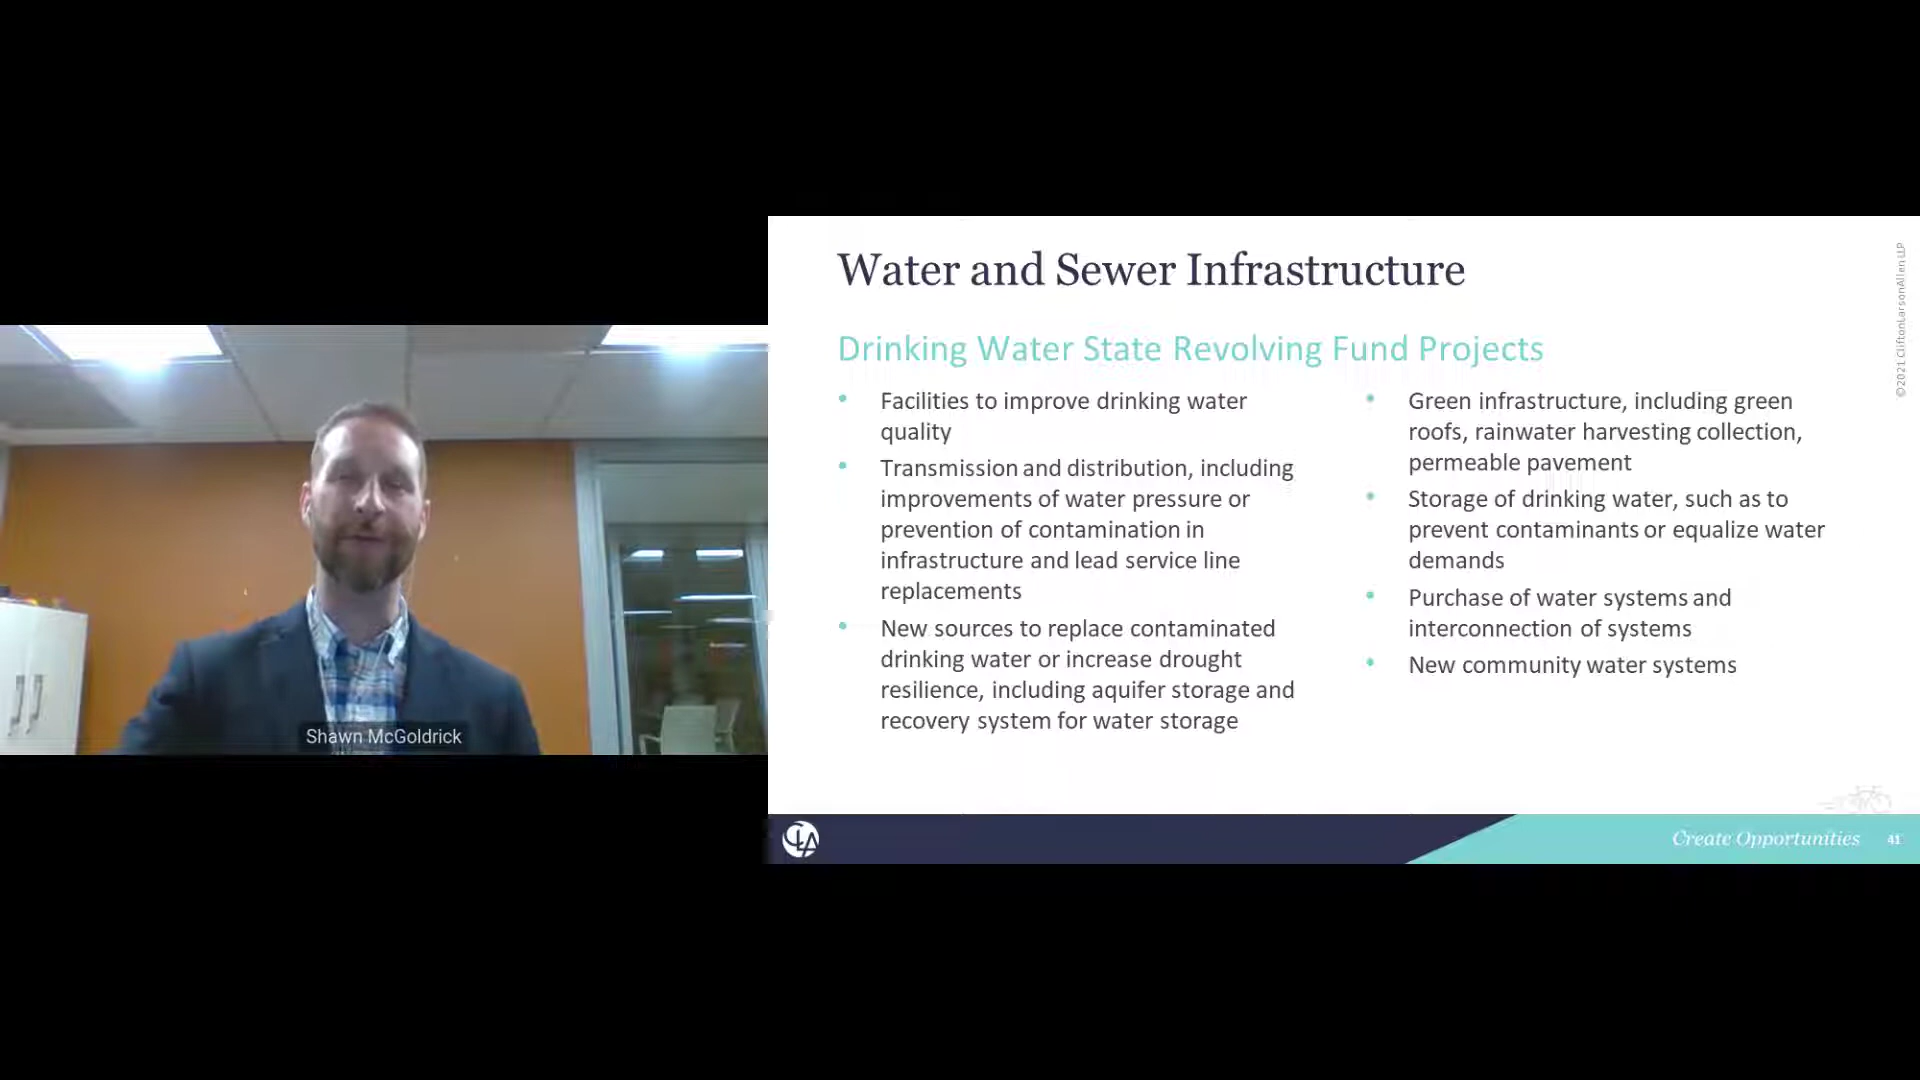 Shawn McGoldrick
Water and Sewer Infrastructure
Drinking Water State Revolving Fund Projects
• Facilities to improve drinking water
quality
• Transmission and distribution, including
improvements of water pressure or
prevention of contamination in
infrastructure and lead service line
replacements
• New sources to replace contaminated
drinking water or increase drought
resilience, including aquifer storage and
recovery system for water storage
• Green infrastructure, including green
roofs, rainwater harvesting collection,
permeable pavement
• Storage of drinking water, such as to
prevent contaminants or equalize water
demands
• Purchase of water systems and
interconnection of systems
• New community water systems
©2021 CliftonLarsonAllen LLP
CLA
Create Opportunities
41